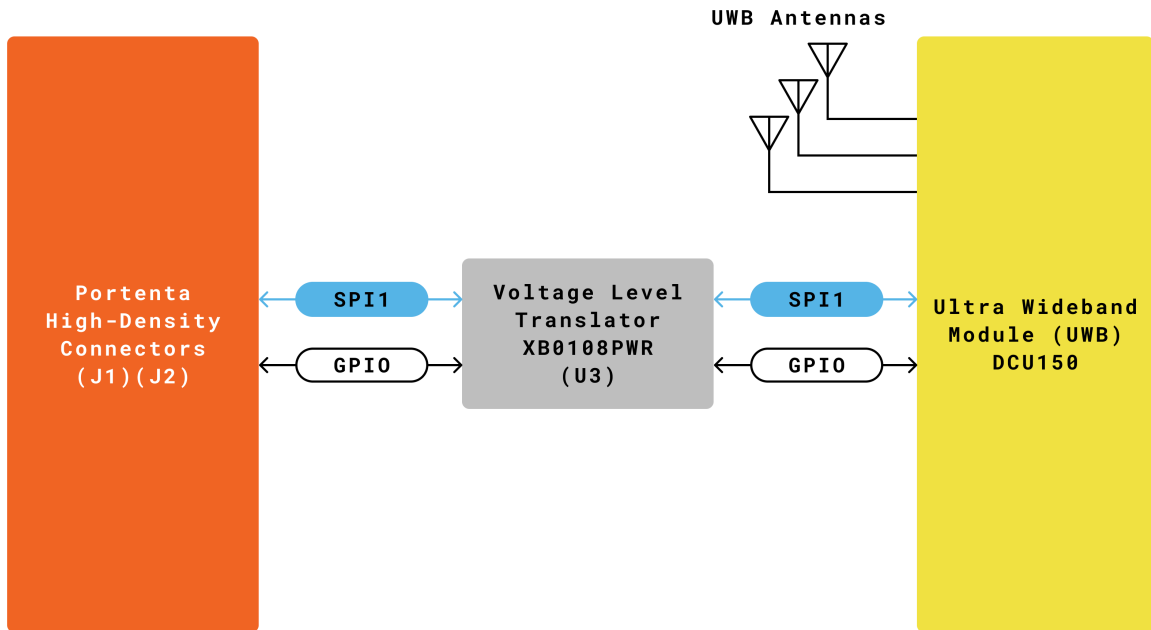 UWB Antennas
Portenta
High-Density
Connectors
(J1)(J2)
SPI1
GPIO
Voltage Level
Translator
XB0108PWR
(U3)
SPI1
GPIO
Ultra Wideband
Module (UWB)
DCU150